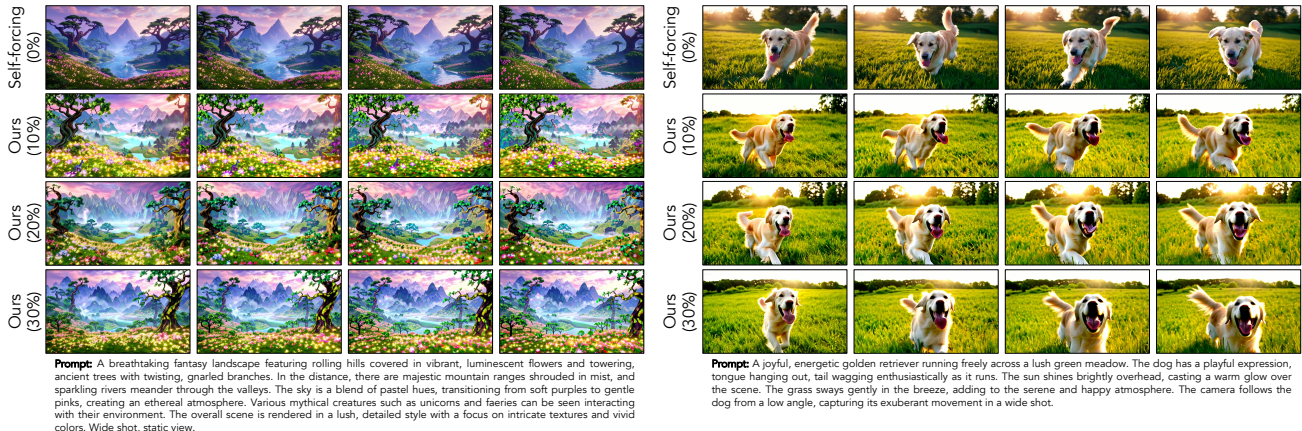 Self-forcing
(0%)
Ours
(10%)
Ours
(20%)
Ours
(30%)
Prompt: A breathtaking fantasy landscape featuring rolling hills covered in vibrant, luminescent flowers and towering,
ancient trees with twisting, gnarled branches. In the distance, there are majestic mountain ranges shrouded in mist, and
sparkling rivers meander through the valleys. The sky is a blend of pastel hues, transitioning from soft purples to gentle
pinks, creating an ethereal atmosphere. Various mythical creatures such as unicorns and faeries can be seen interacting
with their environment. The overall scene is rendered in a lush, detailed style with a focus on intricate textures and vivid
colors. Wide shot, static view.
Self-forcing
(0%)
Ours
(10%)
Ours
(20%)
Ours
(30%)
Prompt: A joyful, energetic golden retriever running freely across a lush green meadow. The dog has a playful expression,
tongue hanging out, tail wagging enthusiastically as it runs. The sun shines brightly overhead, casting a warm glow over
the scene. The grass sways gently in the breeze, adding to the serene and happy atmosphere. The camera follows the
dog from a low angle, capturing its exuberant movement in a wide shot.